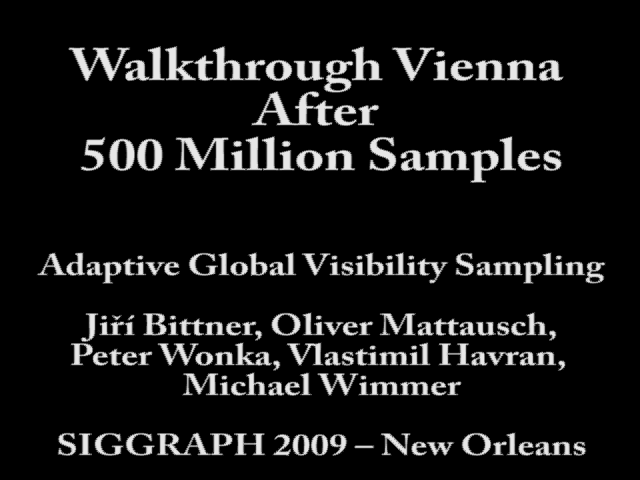 Walkthrough Vienna
After
500 Million Samples
Adaptive Global Visibility Sampling
Jiří Bittner, Oliver Mattausch,
Peter Wonka, Vlastimil Havran,
Michael Wimmer
SIGGRAPH 2009 – New Orleans